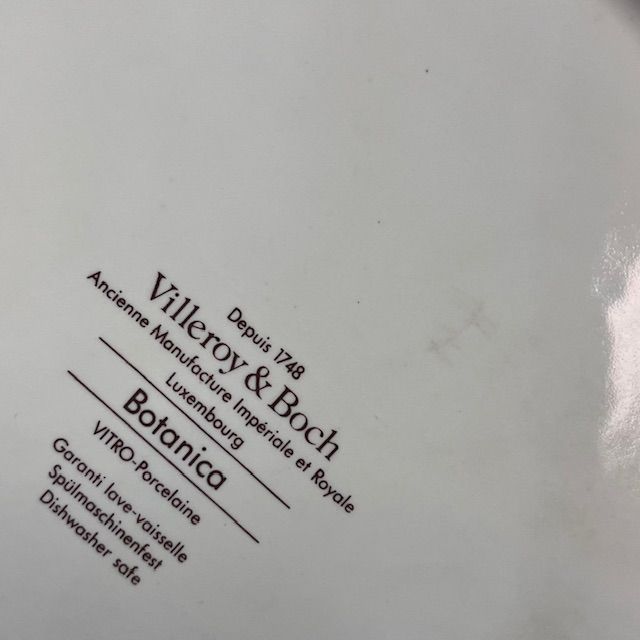 Depuis 1748
Villeroy & Boch
Ancienne Manufacture Impériale et Royale
Luxembourg
Botanica
VITRO-Porcelaine
Garanti lave-vaisselle
Spülmaschinenfest
Dishwasher safe